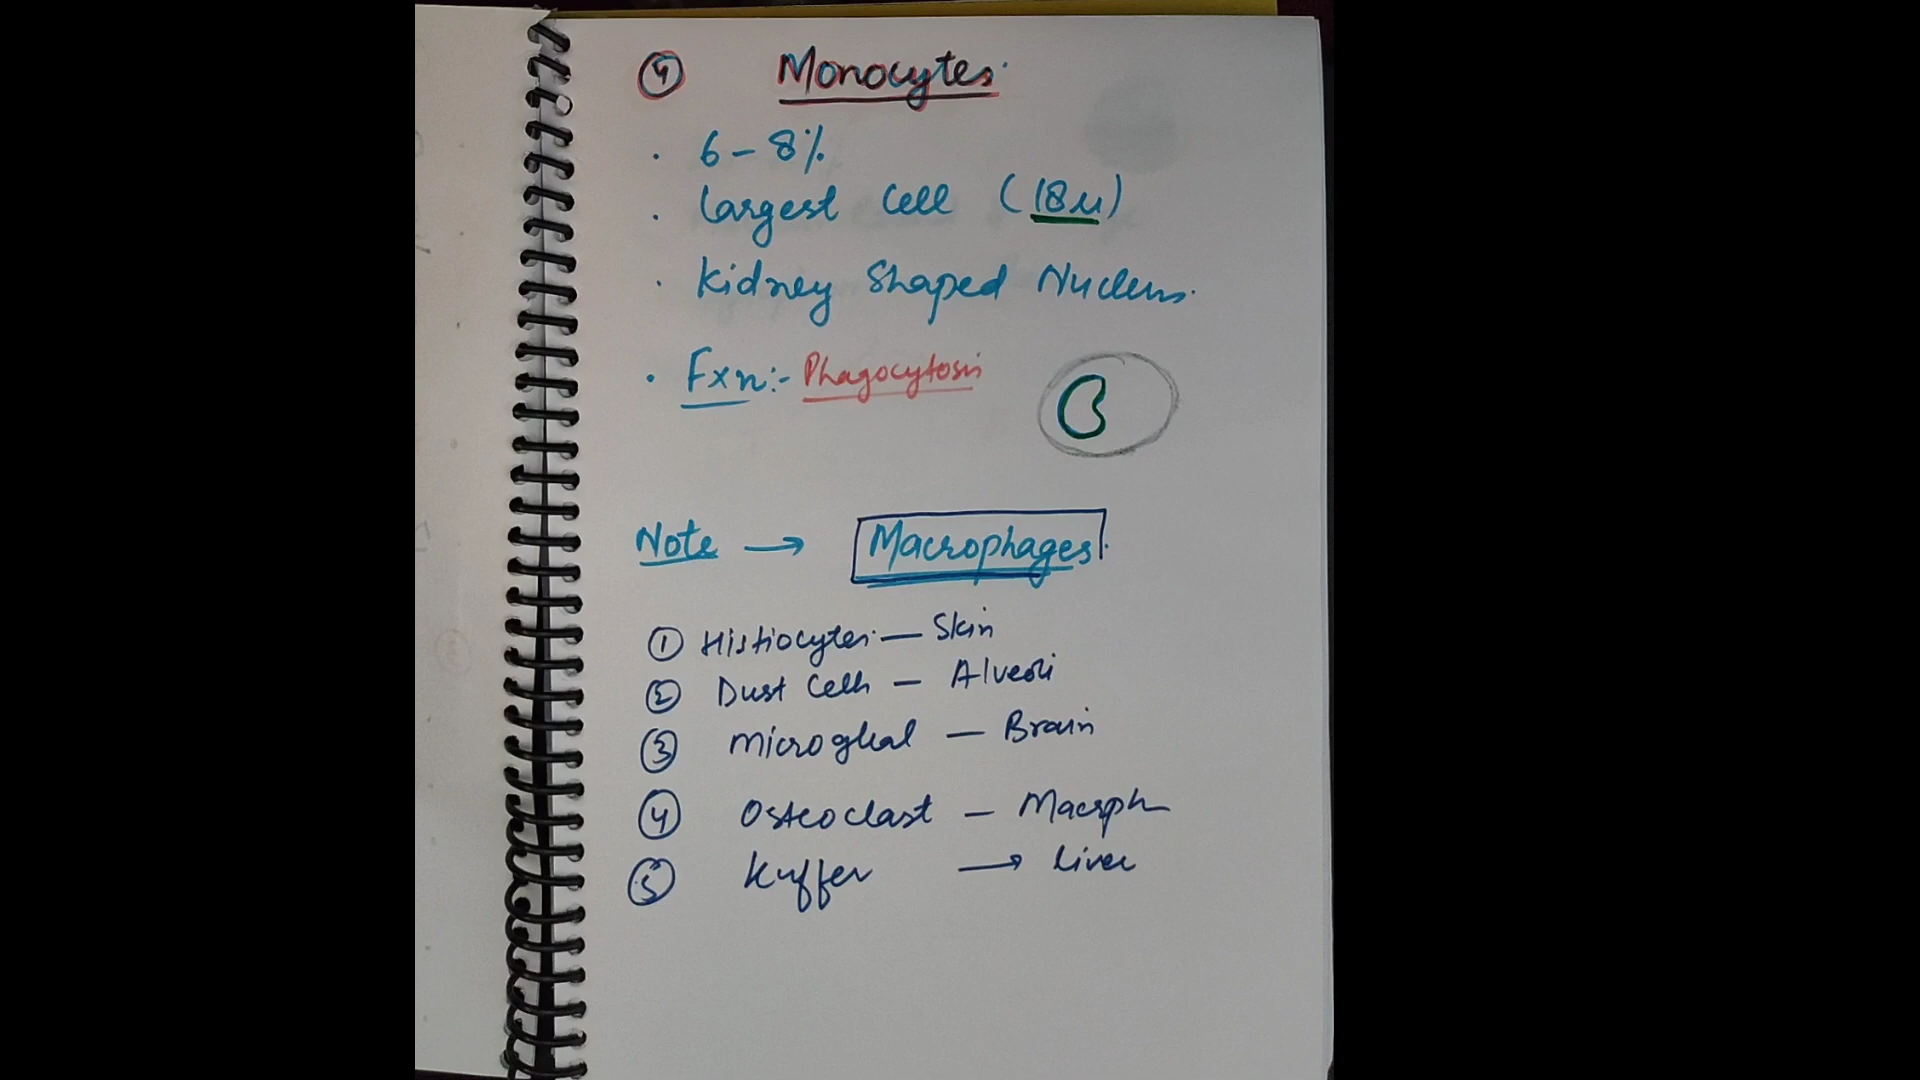 4 Monocytes.
· 6 – 8%
· Largest Cell (18µ)
· Kidney Shaped Nucleus.
· Fxn:- Phagocytosis
Note → Macrophages.
① Histiocytes — Skin
② Dust Cells — Alveoli
③ Microglial — Brain
④ Osteoclast — Macroph
⑤ Kuffer → Liver